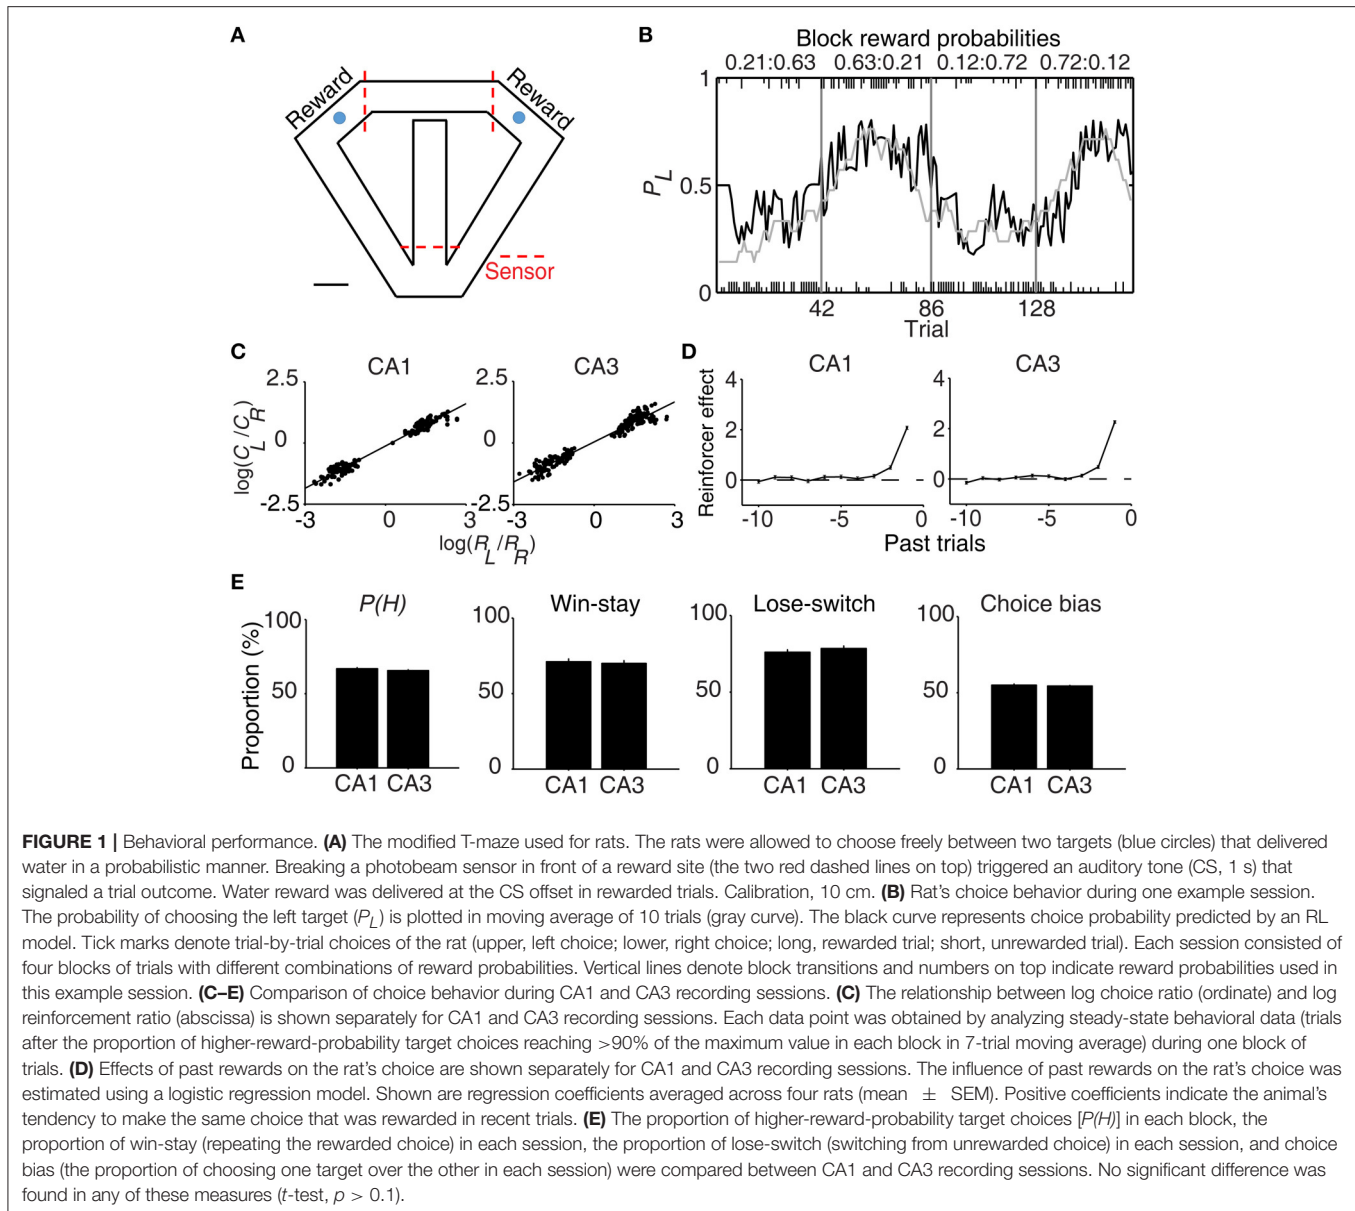 A
Reward
Reward
Sensor
B
Block reward probabilities
0.21:0.63 0.63:0.21 0.12:0.72 0.72:0.12
1
0.5
0
P_L
42 86 128
Trial
C
CA1
CA3
2.5
0
-2.5
2.5
0
-2.5
log(C_L/C_R)
-3 0 3
-3 0 3
log(R_L/R_R)
D
CA1
CA3
4
2
0
4
2
0
Reinforcer effect
-10 -5 0
-10 -5 0
Past trials
E
P(H)
Win-stay
Lose-switch
Choice bias
Proportion (%)
100
50
0
100
50
0
100
50
0
100
50
0
CA1 CA3
CA1 CA3
CA1 CA3
CA1 CA3
FIGURE 1 | Behavioral performance. (A) The modified T-maze used for rats. The rats were allowed to choose freely between two targets (blue circles) that delivered
water in a probabilistic manner. Breaking a photobeam sensor in front of a reward site (the two red dashed lines on top) triggered an auditory tone (CS, 1 s) that
signaled a trial outcome. Water reward was delivered at the CS offset in rewarded trials. Calibration, 10 cm. (B) Rat's choice behavior during one example session.
The probability of choosing the left target (P_L) is plotted in moving average of 10 trials (gray curve). The black curve represents choice probability predicted by an RL
model. Tick marks denote trial-by-trial choices of the rat (upper, left choice; lower, right choice; long, rewarded trial; short, unrewarded trial). Each session consisted of
four blocks of trials with different combinations of reward probabilities. Vertical lines denote block transitions and numbers on top indicate reward probabilities used in
this example session. (C–E) Comparison of choice behavior during CA1 and CA3 recording sessions. (C) The relationship between log choice ratio (ordinate) and log
reinforcement ratio (abscissa) is shown separately for CA1 and CA3 recording sessions. Each data point was obtained by analyzing steady-state behavioral data (trials
after the proportion of higher-reward-probability target choices reaching >90% of the maximum value in each block in 7-trial moving average) during one block of
trials. (D) Effects of past rewards on the rat's choice are shown separately for CA1 and CA3 recording sessions. The influence of past rewards on the rat's choice was
estimated using a logistic regression model. Shown are regression coefficients averaged across four rats (mean ± SEM). Positive coefficients indicate the animal's
tendency to make the same choice that was rewarded in recent trials. (E) The proportion of higher-reward-probability target choices [P(H)] in each block, the
proportion of win-stay (repeating the rewarded choice) in each session, the proportion of lose-switch (switching from unrewarded choice) in each session, and choice
bias (the proportion of choosing one target over the other in each session) were compared between CA1 and CA3 recording sessions. No significant difference was
found in any of these measures (t-test, p > 0.1).